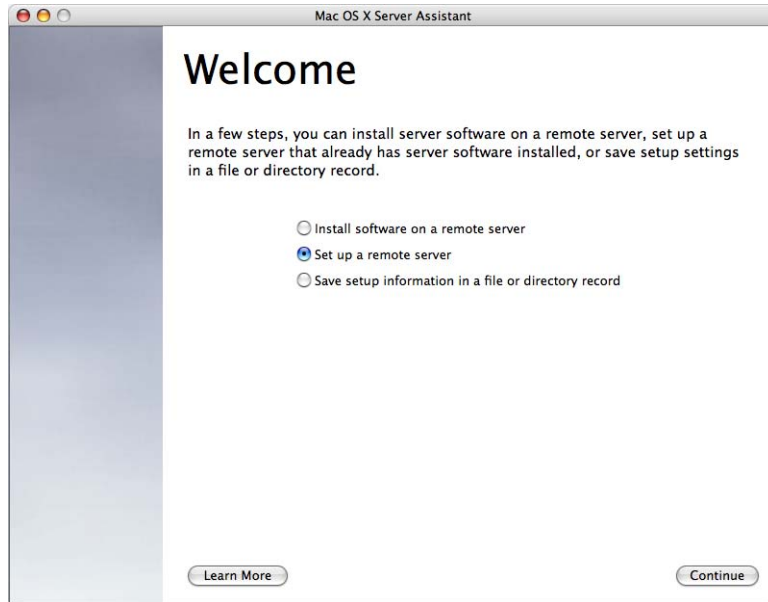 Mac OS X Server Assistant
Welcome
In a few steps, you can install server software on a remote server, set up a
remote server that already has server software installed, or save setup settings
in a file or directory record.
Install software on a remote server
Set up a remote server
Save setup information in a file or directory record
Learn More
Continue